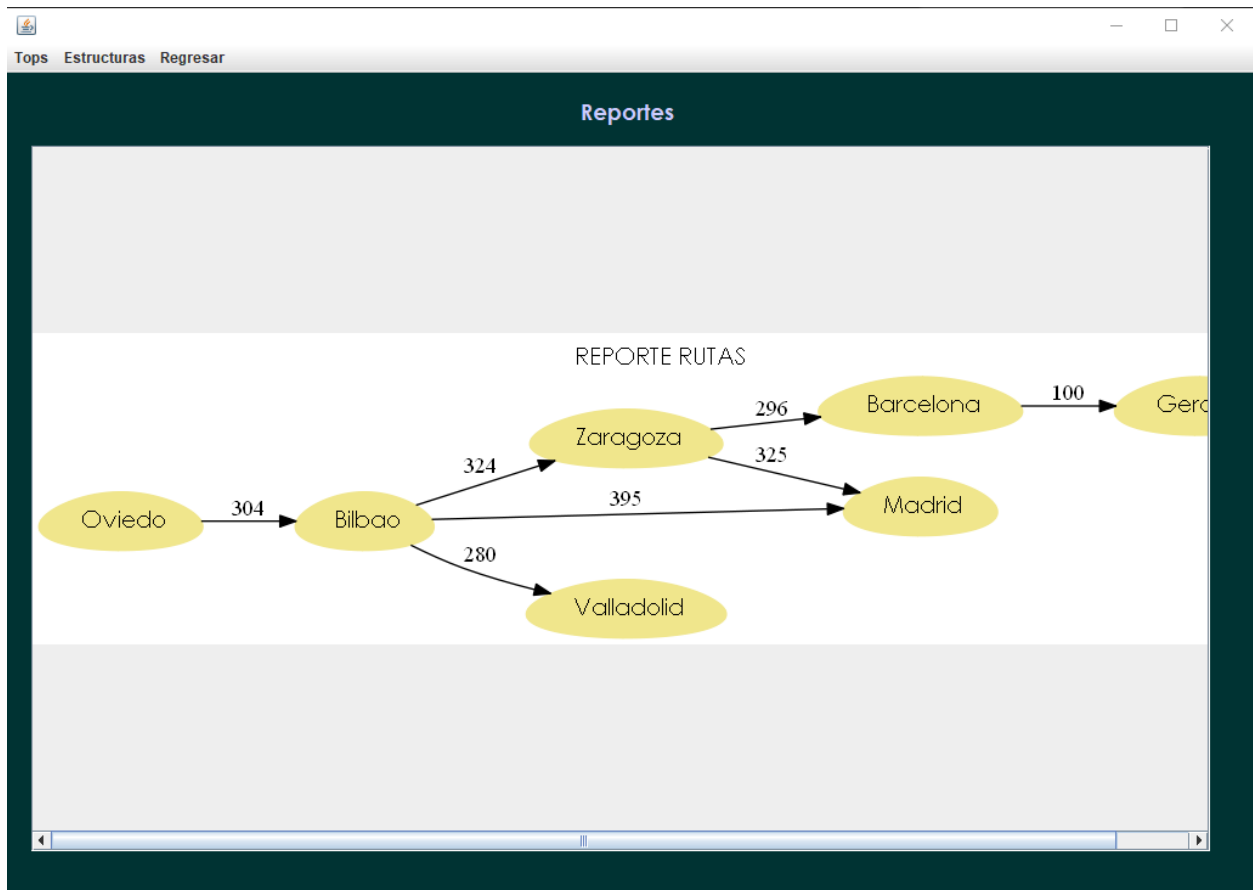 Tops Estructuras Regresar
Reportes
REPORTE RUTAS
Barcelona 100
296
Zaragoza
325
324
Madrid
395
Oviedo 304 Bilbao
280
Valladolid